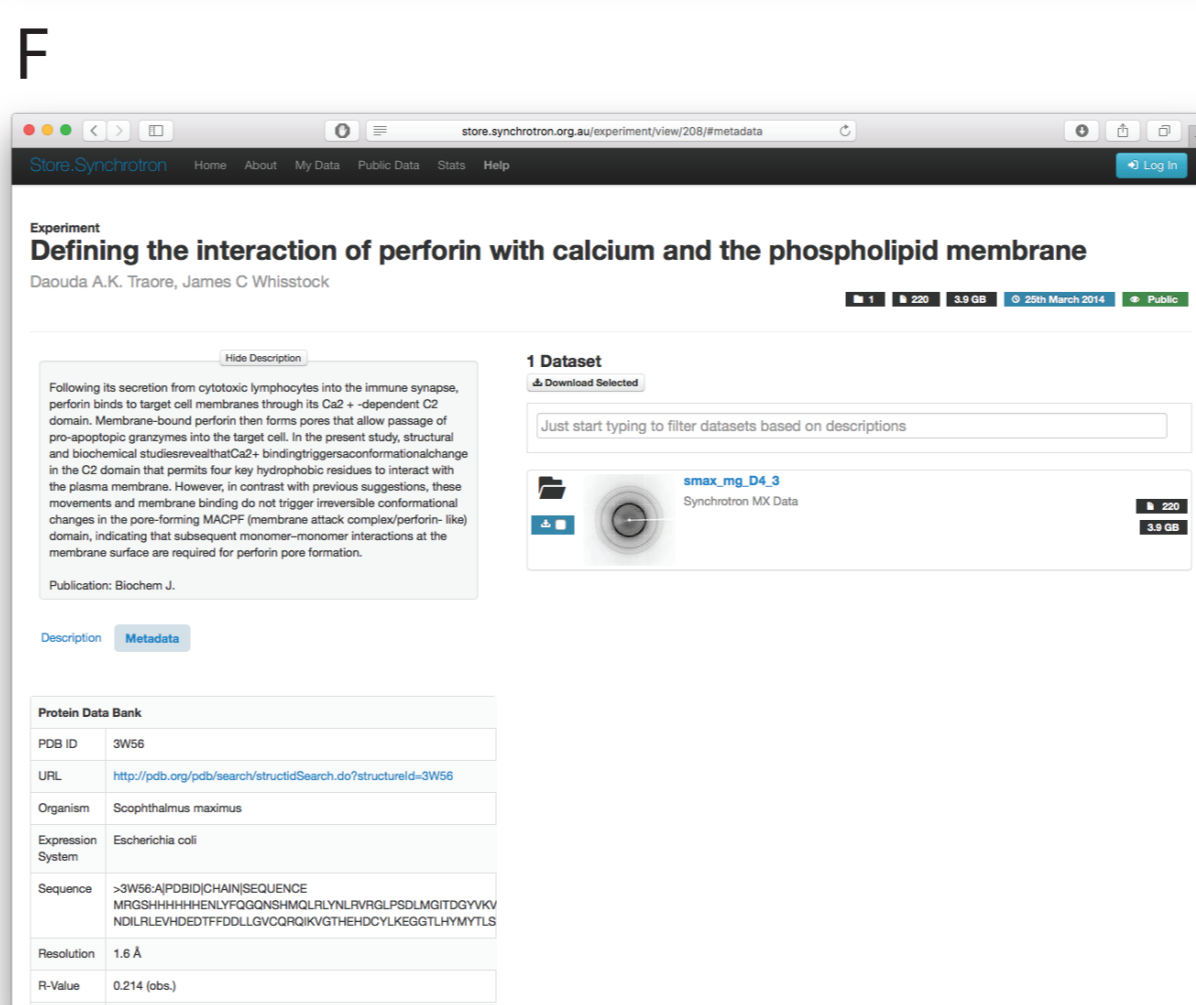 F
store.synchrotron.org.au/experiment/view/208/#metadata
Store.Synchrotron Home About My Data Public Data Stats Help Log In
Experiment
Defining the interaction of perforin with calcium and the phospholipid membrane
Daouda A.K. Traore, James C Whisstock
1 220 3.9 GB 25th March 2014 Public
Hide Description
Following its secretion from cytotoxic lymphocytes into the immune synapse,
perforin binds to target cell membranes through its Ca2 + -dependent C2
domain. Membrane-bound perforin then forms pores that allow passage of
pro-apoptopic granzymes into the target cell. In the present study, structural
and biochemical studiesrevealthatCa2+ bindingtriggersaconformationalchange
in the C2 domain that permits four key hydrophobic residues to interact with
the plasma membrane. However, in contrast with previous suggestions, these
movements and membrane binding do not trigger irreversible conformational
changes in the pore-forming MACPF (membrane attack complex/perforin- like)
domain, indicating that subsequent monomer–monomer interactions at the
membrane surface are required for perforin pore formation.
Publication: Biochem J.
Description Metadata
1 Dataset
Download Selected
Just start typing to filter datasets based on descriptions
smax_mg_D4_3
Synchrotron MX Data
220
3.9 GB
Protein Data Bank
PDB ID 3W56
URL http://pdb.org/pdb/search/structidSearch.do?structureId=3W56
Organism Scophthalmus maximus
Expression Escherichia coli
System
Sequence >3W56:A|PDBID|CHAIN|SEQUENCE
MRGSHHHHHHENLYFQGQNSHMQLRLYNLRVRGLPSDLMGITDGYVKV
NDILRLEVHDEDTFFDDLLGVCQRQIKVGTHEHDCYLKEGGTLHYMYTLS
Resolution 1.6 Å
R-Value 0.214 (obs.)